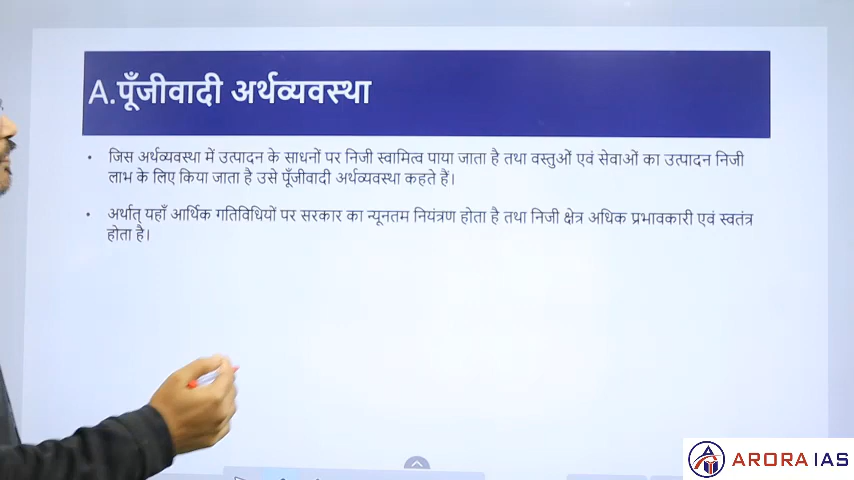 A.पूँजीवादी अर्थव्यवस्था
• जिस अर्थव्यवस्था में उत्पादन के साधनों पर निजी स्वामित्व पाया जाता है तथा वस्तुओं एवं सेवाओं का उत्पादन निजी
लाभ के लिए किया जाता है उसे पूँजीवादी अर्थव्यवस्था कहते हैं।
• अर्थात् यहाँ आर्थिक गतिविधियों पर सरकार का न्यूनतम नियंत्रण होता है तथा निजी क्षेत्र अधिक प्रभावकारी एवं स्वतंत्र
होता है।
ARORA IAS